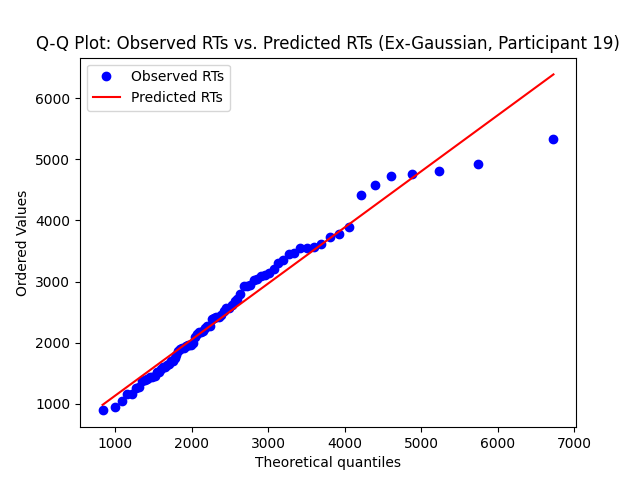 Q-Q Plot: Observed RTs vs. Predicted RTs (Ex-Gaussian, Participant 19)
Observed RTs
Predicted RTs
6000
5000
4000
3000
2000
1000
Ordered Values
1000 2000 3000 4000 5000 6000 7000
Theoretical quantiles